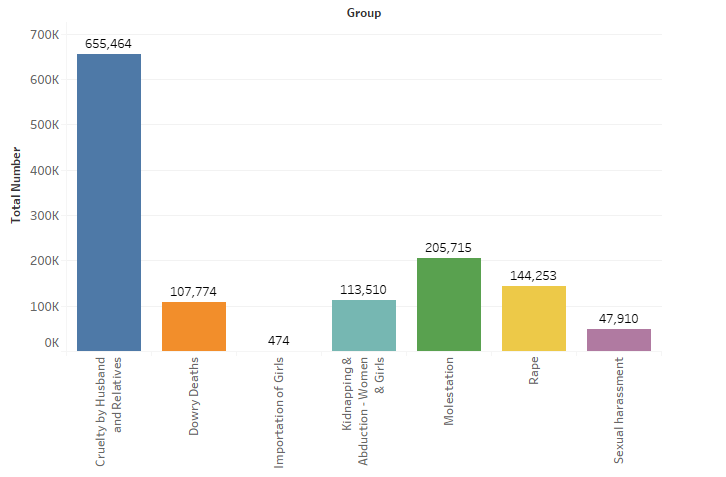 Group
Total Number
700K
600K
500K
400K
300K
200K
100K
0K
655,464
107,774
474
113,510
205,715
144,253
47,910
Cruelty by Husband
and Relatives
Dowry Deaths
Importation of Girls
Kidnapping &
Abduction - Women
& Girls
Molestation
Rape
Sexual harassment